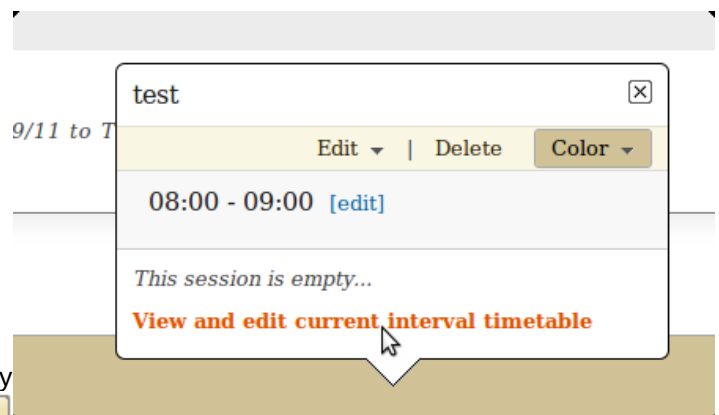 test
9/11 to T
Edit | Delete Color
08:00 - 09:00 [edit]
This session is empty...
View and edit current interval timetable
y